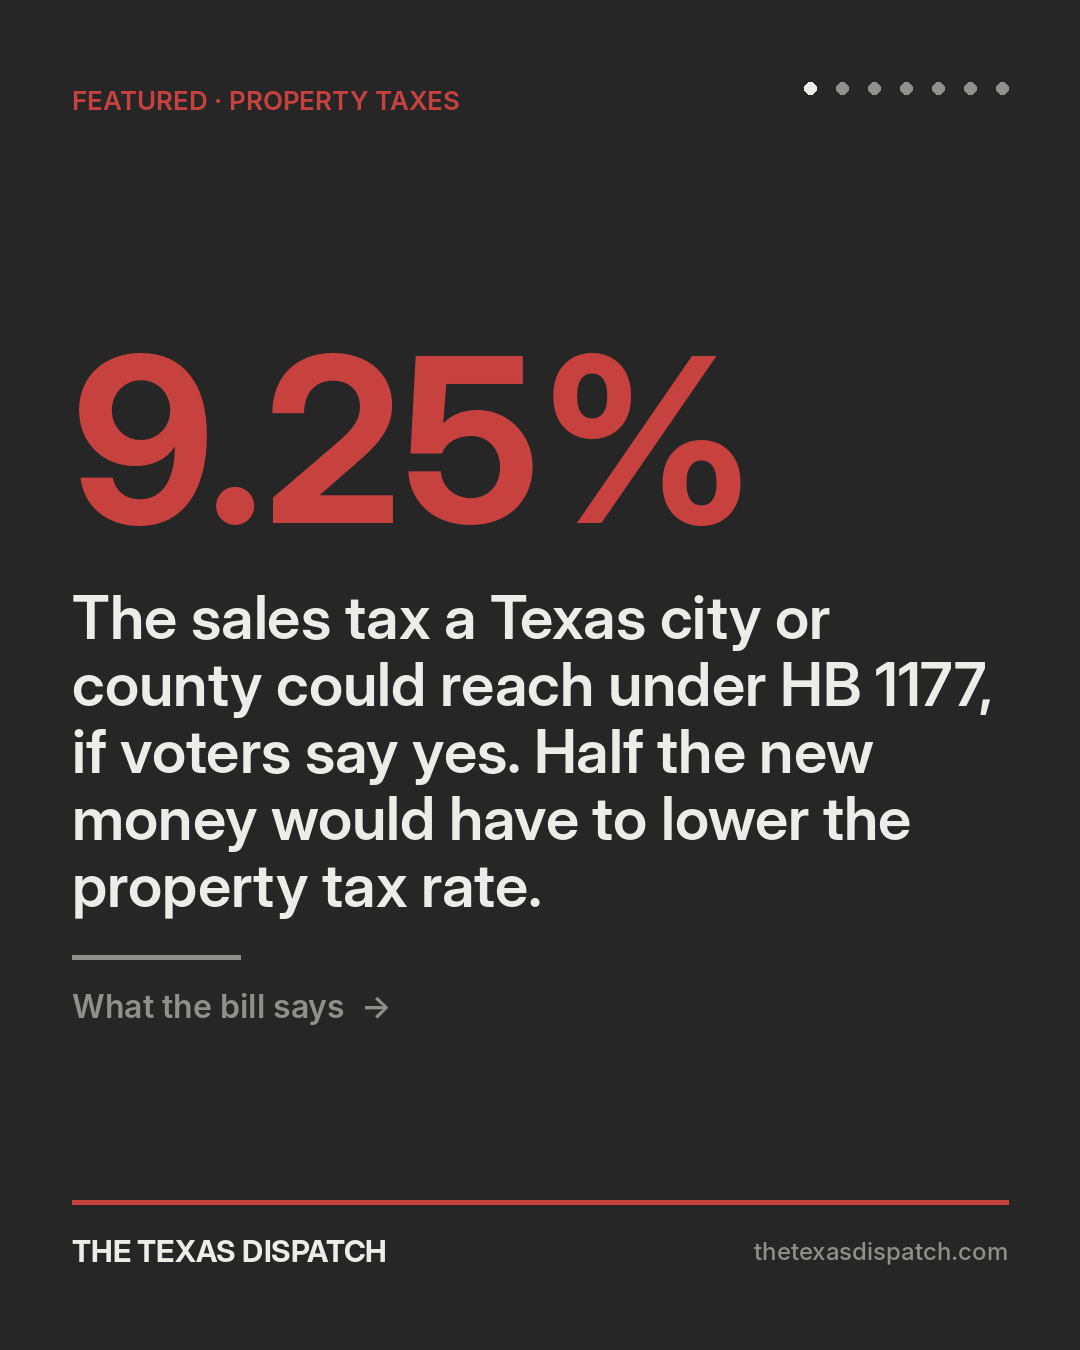 FEATURED · PROPERTY TAXES
9.25%
The sales tax a Texas city or
county could reach under HB 1177,
if voters say yes. Half the new
money would have to lower the
property tax rate.
What the bill says →
THE TEXAS DISPATCH
thetexasdispatch.com